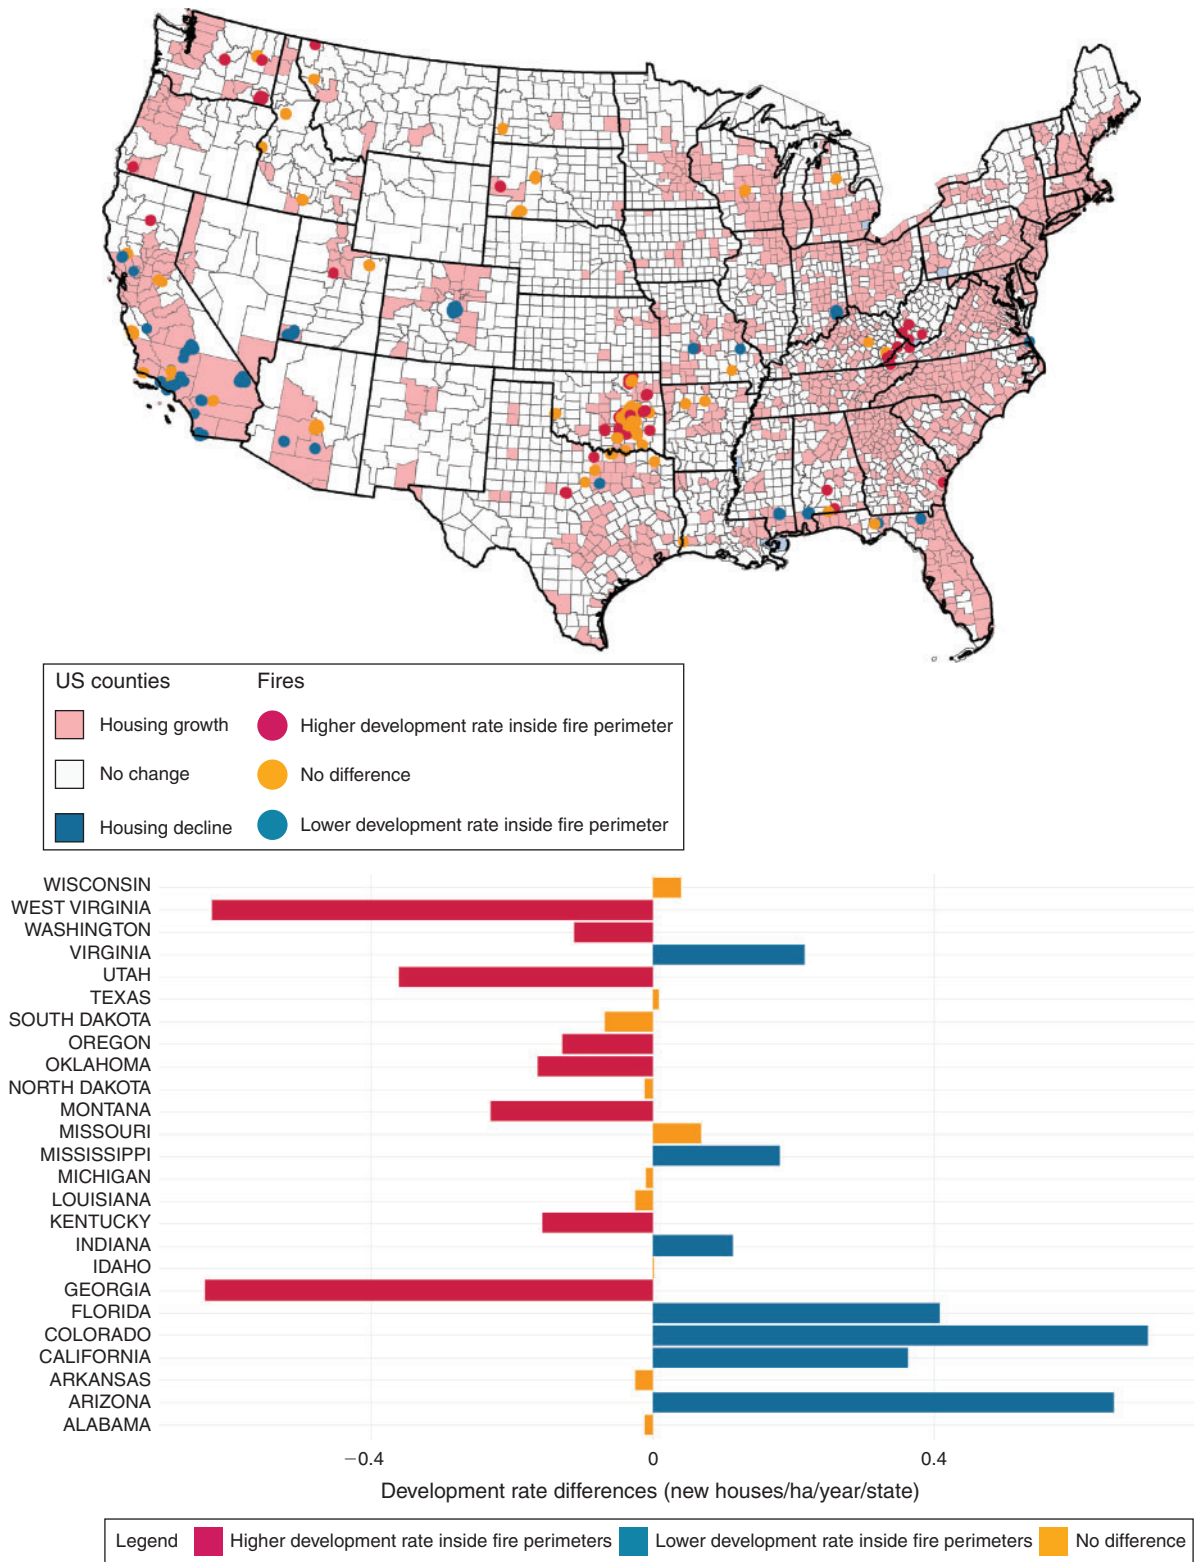 US counties
Fires
Housing growth
Higher development rate inside fire perimeter
No change
No difference
Housing decline
Lower development rate inside fire perimeter
WISCONSIN
WEST VIRGINIA
WASHINGTON
VIRGINIA
UTAH
TEXAS
SOUTH DAKOTA
OREGON
OKLAHOMA
NORTH DAKOTA
MONTANA
MISSOURI
MISSISSIPPI
MICHIGAN
LOUISIANA
KENTUCKY
INDIANA
IDAHO
GEORGIA
FLORIDA
COLORADO
CALIFORNIA
ARKANSAS
ARIZONA
ALABAMA
−0.4 0 0.4
Development rate differences (new houses/ha/year/state)
Legend Higher development rate inside fire perimeters Lower development rate inside fire perimeters No difference